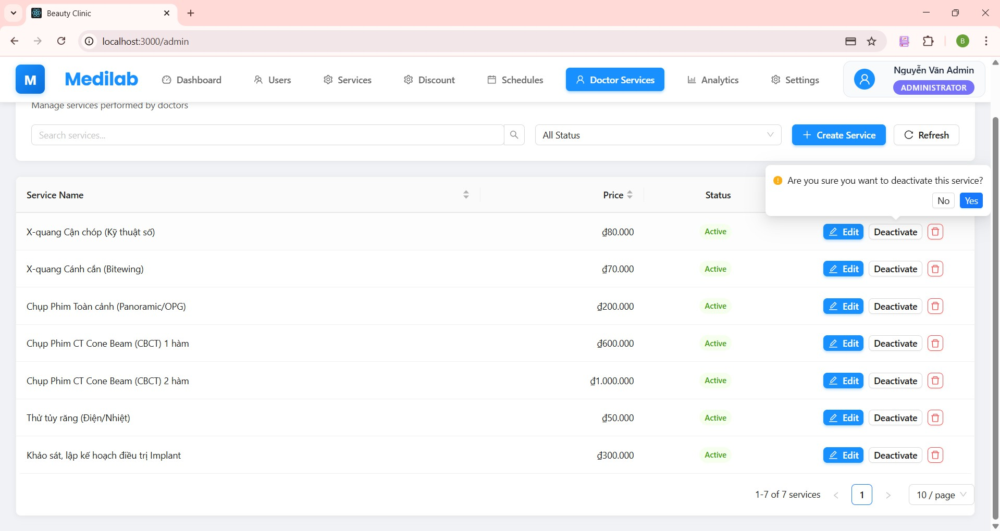 Beauty Clinic
localhost:3000/admin
B
M Medilab Dashboard Users Services Discount Schedules Doctor Services Analytics Settings
Nguyễn Văn Admin
ADMINISTRATOR
Manage services performed by doctors
Search services... All Status Create Service Refresh
Are you sure you want to deactivate this service?
No Yes
Service Name Price Status
X-quang Cận chóp (Kỹ thuật số) ₫80.000 Active Edit Deactivate
X-quang Cánh cắn (Bitewing) ₫70.000 Active Edit Deactivate
Chụp Phim Toàn cảnh (Panoramic/OPG) ₫200.000 Active Edit Deactivate
Chụp Phim CT Cone Beam (CBCT) 1 hàm ₫600.000 Active Edit Deactivate
Chụp Phim CT Cone Beam (CBCT) 2 hàm ₫1.000.000 Active Edit Deactivate
Thử tủy răng (Điện/Nhiệt) ₫50.000 Active Edit Deactivate
Khảo sát, lập kế hoạch điều trị Implant ₫300.000 Active Edit Deactivate
1-7 of 7 services < 1 > 10 / page